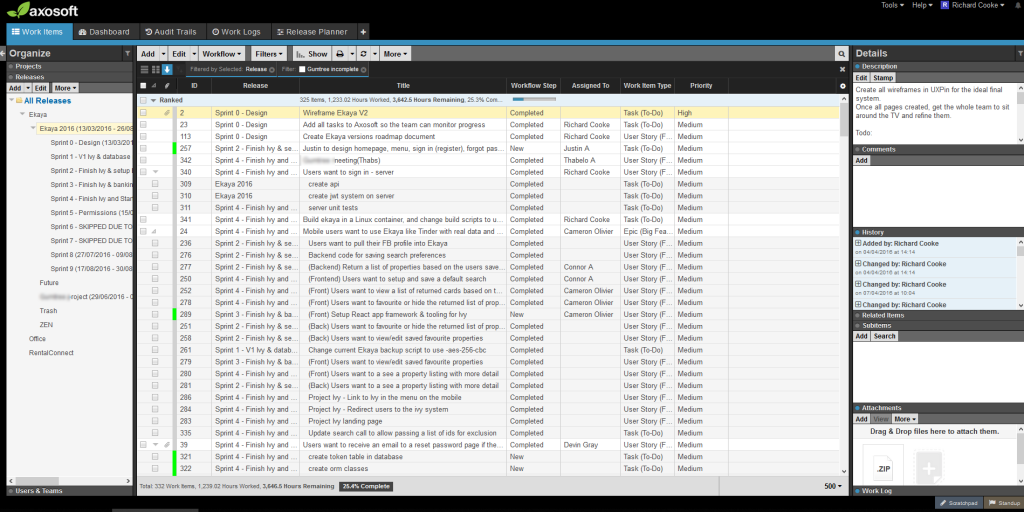 axosoft
Tools Help R Richard Cooke
Work Items Dashboard Audit Trails Work Logs Release Planner +
Organize
Projects
Releases
Add Edit More
All Releases
Ekaya
Ekaya 2016 (13/03/2016 - 26/08
Sprint 0 - Design (13/03/201
Sprint 1 - V1 Ivy & database
Sprint 2 - Finish Ivy & setup
Sprint 3 - Finish Ivy & bankin
Sprint 4 - Finish Ivy and Star
Sprint 5 - Permissions (15/0
Sprint 6 - SKIPPED DUE TO
Sprint 7 - SKIPPED DUE TO
Sprint 8 (27/07/2016 - 09/08
Sprint 9 (17/08/2016 - 30/08
Future
roject (29/06/2016 -
Trash
ZEN
Office
RentalConnect
Users & Teams
Add Edit Workflow Filters Show More
Filtered by Selected: Release Filter: Gumtree incomplete
ID Release Title Workflow Step Assigned To Work Item Type Priority
Ranked 325 Items, 1,233.02 Hours Worked, 3,642.5 Hours Remaining, 25.3% Com...
2 Sprint 0 - Design Wireframe Ekaya V2 Completed Task (To-Do) High
23 Sprint 0 - Design Add all tasks to Axosoft so the team can monitor progress Completed Richard Cooke Task (To-Do) Medium
113 Sprint 0 - Design Create Ekaya versions roadmap document Completed Richard Cooke User Story (F... Medium
257 Sprint 2 - Finish Ivy & se... Justin to design homepage, menu, sign in (register), forgot pas... New Justin A Task (To-Do) Medium
342 Sprint 4 - Finish Ivy and ... meeting(Thabs) Completed Thabelo A User Story (F... Medium
340 Sprint 4 - Finish Ivy and ... Users want to sign in - server Completed Richard Cooke Task (To-Do) Medium
309 Ekaya 2016 create api Completed Task (To-Do) Medium
310 Ekaya 2016 create jwt system on server Completed Task (To-Do) Medium
311 Sprint 4 - Finish Ivy and ... server unit tests Completed Task (To-Do) Medium
341 Sprint 4 - Finish Ivy and ... Build ekaya in a Linux container, and change build scripts to u... Completed Richard Cooke Task (To-Do) Medium
24 Sprint 4 - Finish Ivy and ... Mobile users want to use Ekaya like Tinder with real data and ... Completed Cameron Olivier Epic (Big Fea... Medium
236 Sprint 2 - Finish Ivy & se... Users want to pull their FB profile into Ekaya Completed User Story (F... Medium
276 Sprint 2 - Finish Ivy & se... Backend code for saving search preferences Completed User Story (F... Medium
277 Sprint 2 - Finish Ivy & se... (Backend) Return a list of properties based on the users save... Completed Connor A User Story (F... Medium
250 Sprint 4 - Finish Ivy and ... (Frontend) Users want to setup and save a default search Completed Connor A User Story (F... Medium
252 Sprint 4 - Finish Ivy and ... (Front) Users want to view a list of returned cards based on t... Completed Cameron Olivier User Story (F... Medium
278 Sprint 4 - Finish Ivy and ... (Front) Users want to favourite or hide the returned list of prop... Completed Cameron Olivier User Story (F... Medium
289 Sprint 3 - Finish Ivy & ba... (Front) Setup React app framework & tooling for Ivy New Cameron Olivier User Story (F... Medium
251 Sprint 2 - Finish Ivy & se... (Back) Users want to favourite or hide the returned list of prop... Completed User Story (F... Medium
258 Sprint 2 - Finish Ivy & se... (Back) Users want to view/edit saved favourite properties Completed User Story (F... Medium
261 Sprint 1 - V1 Ivy & datab... Change current Ekaya backup script to use -aes-256-cbc Completed Task (To-Do) Medium
279 Sprint 3 - Finish Ivy & ba... (Front) Users want to view/edit saved favourite properties Completed User Story (F... Medium
280 Sprint 4 - Finish Ivy and ... (Front) Users want to a see a property listing with more detail Completed User Story (F... Medium
281 Sprint 2 - Finish Ivy & se... (Back) Users want to a see a property listing with more detail Completed User Story (F... Medium
286 Sprint 4 - Finish Ivy and ... Project Ivy - Link to Ivy in the menu on the mobile Completed User Story (F... Medium
284 Sprint 4 - Finish Ivy and ... Project Ivy - Redirect users to the ivy system Completed User Story (F... Medium
283 Sprint 4 - Finish Ivy and ... Project Ivy landing page Completed User Story (F... Medium
335 Sprint 4 - Finish Ivy and ... Update search call to allow passing a list of ids for exclusion Completed Task (To-Do) Medium
39 Sprint 4 - Finish Ivy and ... Users want to receive an email to a reset password page if the... Completed Devin Gray User Story (F... Medium
321 Sprint 4 - Finish Ivy and ... create token table in database New Task (To-Do) Medium
322 Sprint 4 - Finish Ivy and ... create orm classes New Task (To-Do) Medium
Total: 332 Work Items, 1,239.02 Hours Worked, 3,646.5 Hours Remaining 25.4% Complete 500
Details
Description
Edit Stamp
Create all wireframes in UXPin for the ideal final
system.
Once all pages created, get the whole team to sit
around the TV and refine them.
Todo:
Comments
Add
History
Added by: Richard Cooke
on 04/04/2016 at 14:14
Changed by: Richard Cooke
on 04/04/2016 at 14:14
Changed by: Richard Cooke
on 07/04/2016 at 10:04
Changed by: Richard Cooke
Related Items
Subitems
Add Search
Attachments
Add View More
Drag & Drop files here to attach them.
.ZIP
Work Log
Scratchpad Standup